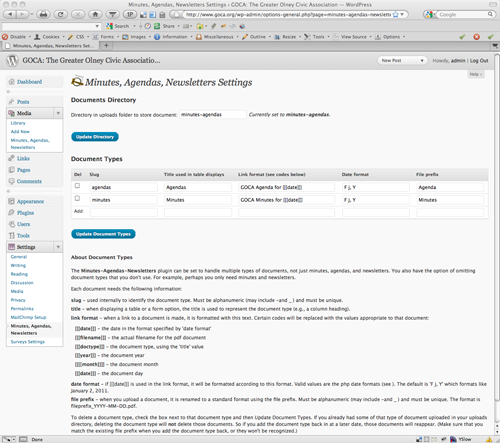 Minutes, Agendas, Newsletters Settings ‹ GOCA: The Greater Olney Civic Association — WordPress
http://www.goca.org/wp-admin/options-general.php?page=minutes-agendas-newslett
Search
Share
Disable Cookies CSS Forms Images Information Miscellaneous Outline Resize Tools View Source Options
Minutes, Agendas, Newsletters Set...
GOCA: The Greater Olney Civic Associatio...
New Post
Howdy, admin | Log Out
Help
Dashboard
Posts
Media
Library
Add New
Minutes, Agendas,
Newsletters
Links
Pages
Comments
Appearance
Plugins
Users
Tools
Settings
General
Writing
Reading
Discussion
Media
Privacy
Permalinks
MailChimp Setup
Minutes, Agendas,
Newsletters
Surveys Settings
Minutes, Agendas, Newsletters Settings
Documents Directory
Directory in uploads folder to store document: minutes-agendas Currently set to minutes-agendas.
Update Directory
Document Types
Del Slug Title used in table displays Link format (see codes below) Date format File prefix
agendas Agendas GOCA Agenda for [[[date]]] F j, Y Agenda
minutes Minutes GOCA Minutes for [[[date]]] F j, Y Minutes
Add:
Update Document Types
About Document Types
The Minutes-Agendas-Newsletters plugin can be set to handle multiple types of documents, not just minutes, agendas, and newsletters. You also have the option of omitting
document types that you don't use. For example, perhaps you only need minutes and newsletters.
Each document needs the following information:
slug – used internally to identify the document type. Must be alphanumeric (may include -and _ ) and must be unique.
title – when displaying a table or a form option, the title is used to represent the document type (e.g., a column heading).
link format – when a link to a document is made, it is formatted with this text. Certain codes will be replaced with the values appropriate to that document:
[[[date]]] – the date in the format specified by 'date format'
[[[filename]]] – the actual filename for the pdf document
[[[doctype]]] – the document type, using the 'title' value
[[[year]]] – the document year
[[[month]]] – the document month
[[[date]]] – the document day
date format – if [[[date]]] is used in the link format, it will be formatted according to this format. Valid values are the php date formats (see ). The default is 'F j, Y' which formats like
January 2, 2011.
file prefix – when you upload a document, it is renamed to a standard format using the file prefix. Must be alphanumeric (may include -and _ ) and must be unique. The format is
fileprefix_YYYY-MM-DD.pdf.
To delete a document type, check the box next to that document type and then Update Document Types. If you already had some of that type of document uploaded in your uploads
directory, deleting the document type will not delete those documents. So if you add the document type back in at a later date, those documents will reappear. (Make sure that you
match the existing file prefix when you add the document type back, or they won't be recognized.)
Done
YSlow